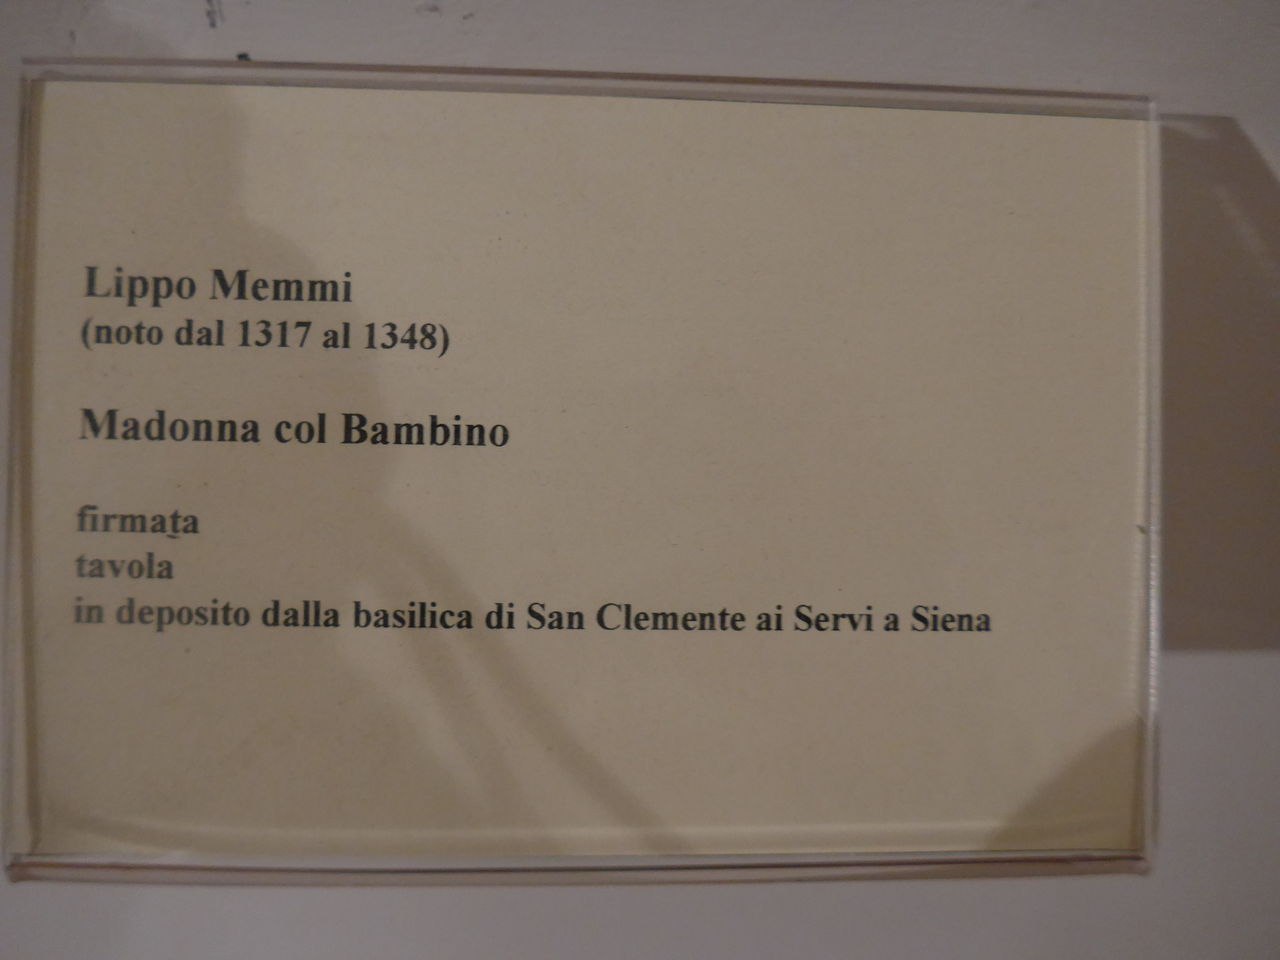 Lippo Memmi
(noto dal 1317 al 1348)
Madonna col Bambino
firmata
tavola
in deposito dalla basilica di San Clemente ai Servi a Siena